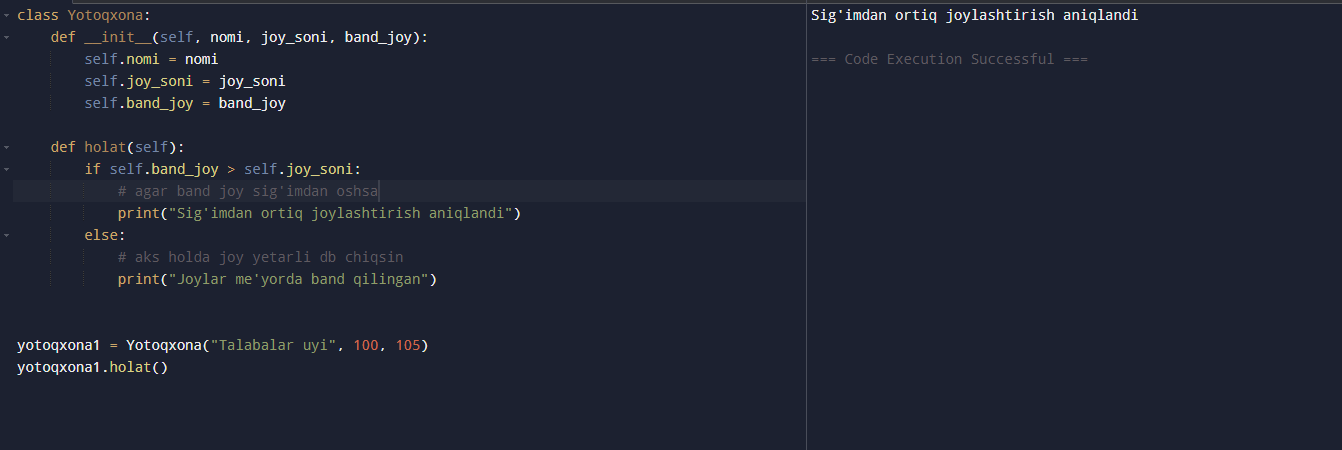 class Yotoqxona:
    def __init__(self, nomi, joy_soni, band_joy):
        self.nomi = nomi
        self.joy_soni = joy_soni
        self.band_joy = band_joy
    def holat(self):
        if self.band_joy > self.joy_soni:
            # agar band joy sig'imdan oshsa
            print("Sig'imdan ortiq joylashtirish aniqlandi")
        else:
            # aks holda joy yetarli db chiqsin
            print("Joylar me'yorda band qilingan")
yotoqxona1 = Yotoqxona("Talabalar uyi", 100, 105)
yotoqxona1.holat()
Sig'imdan ortiq joylashtirish aniqlandi
=== Code Execution Successful ===